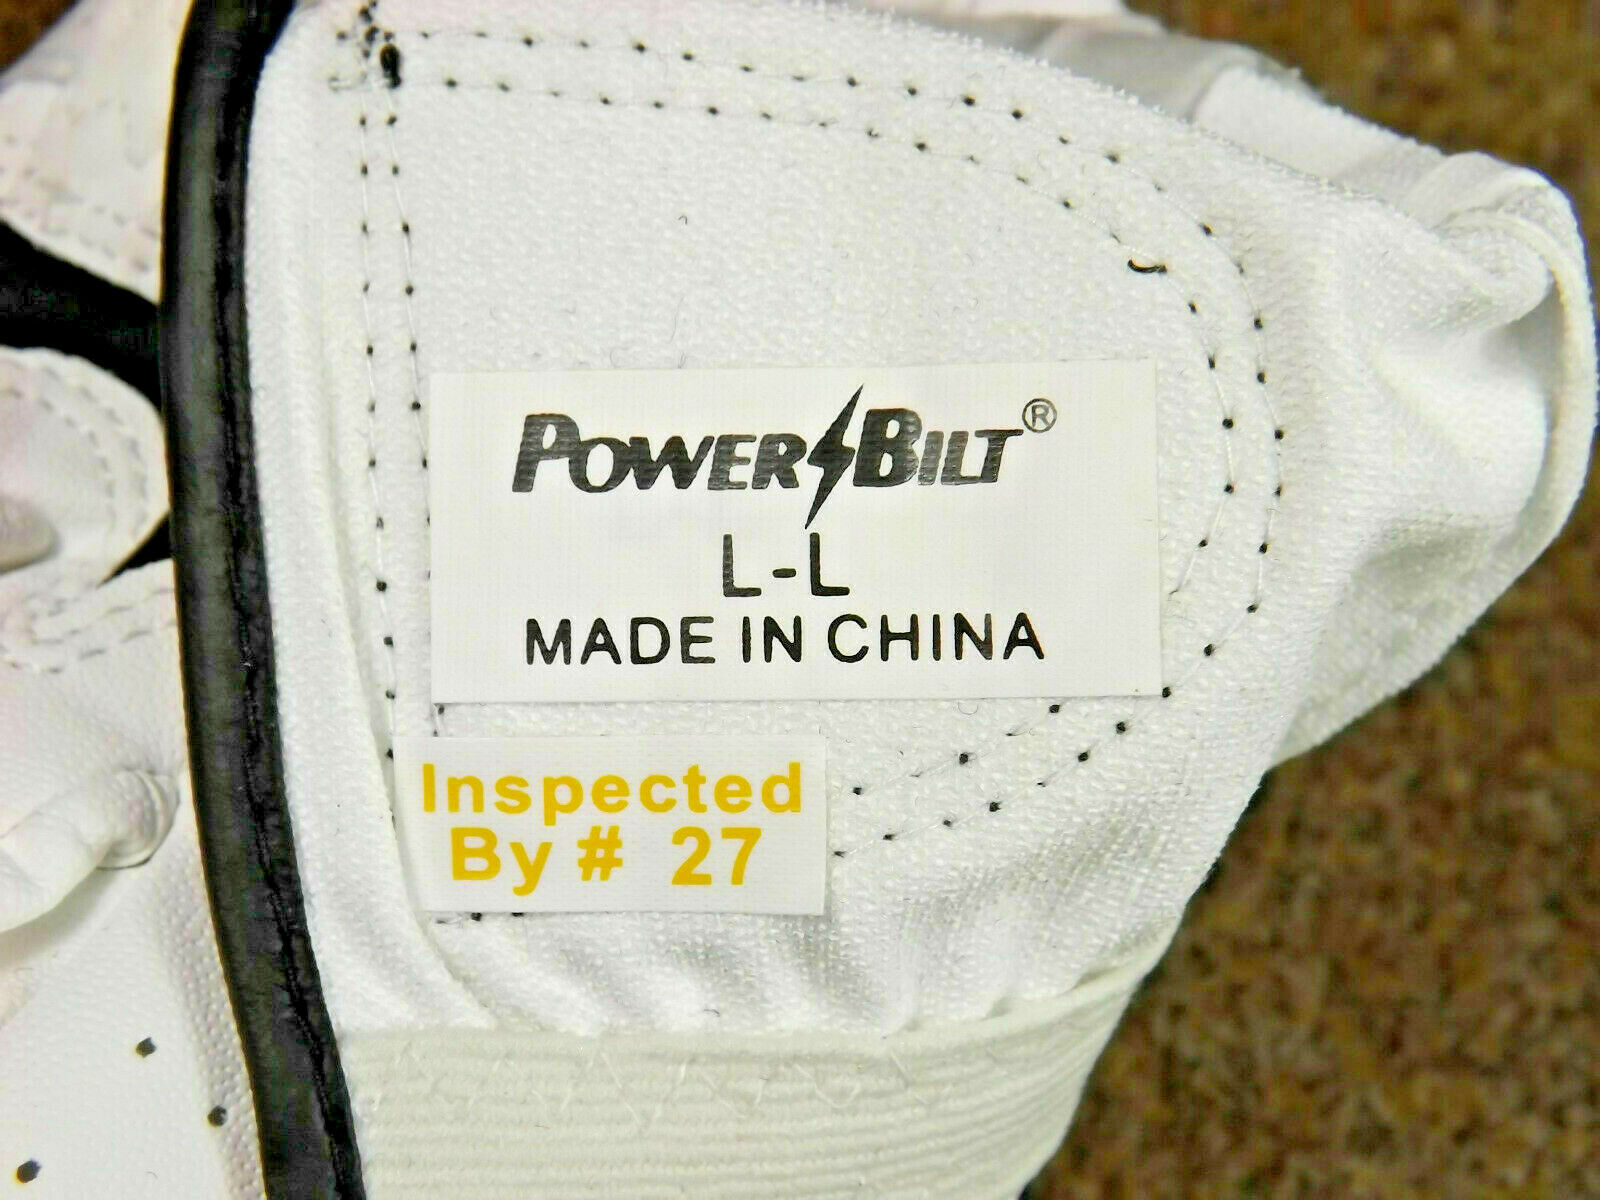 POWERBILT®
L-L
MADE IN CHINA
Inspected
By # 27